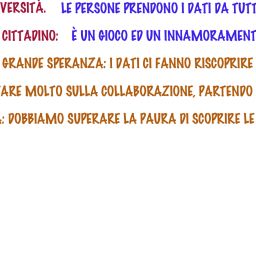 VERSITÀ. LE PERSONE PRENDONO I DATI DA TUTT
CITTADINO: È UN GIOCO ED UN INNAMORAMENT
GRANDE SPERANZA: I DATI CI FANNO RISCOPRIRE
ARE MOLTO SULLA COLLABORAZIONE, PARTENDO
: DOBBIAMO SUPERARE LA PAURA DI SCOPRIRE LE